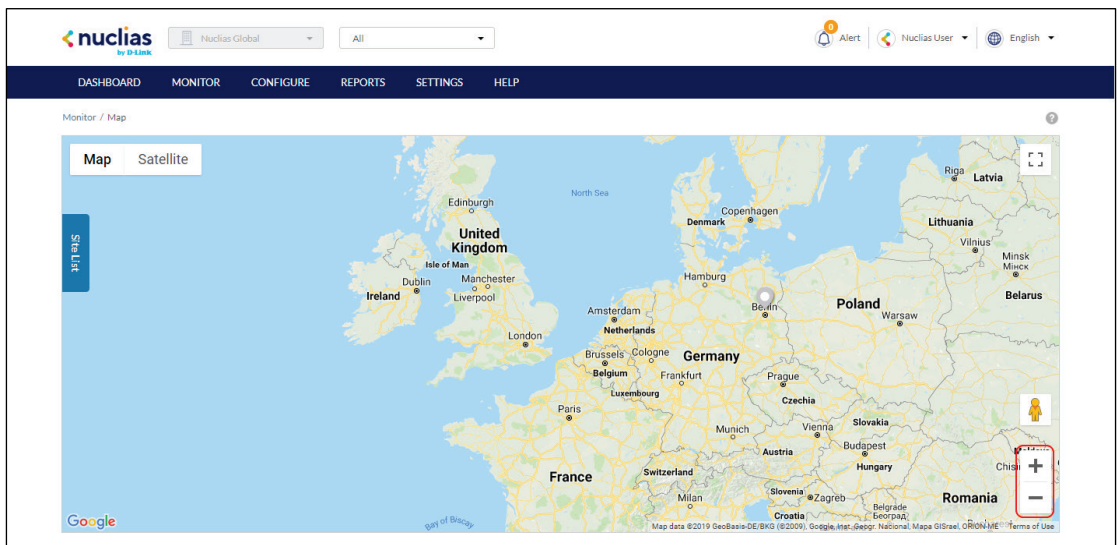 nuclias
by D-Link
Nuclias Global
All
0
Alert
Nuclias User
English
DASHBOARD MONITOR CONFIGURE REPORTS SETTINGS HELP
Monitor / Map
?
Map Satellite
Site List
North Sea
Riga
Latvia
Edinburgh
Copenhagen
Denmark
Lithuania
United
Kingdom
Vilnius
Minsk
Мінск
Isle of Man
Manchester
Hamburg
Dublin
Ireland
Liverpool
Belarus
Berlin
Poland
Warsaw
Amsterdam
Netherlands
London
Brussels
Cologne
Germany
Belgium
Frankfurt
Prague
Luxembourg
Czechia
Paris
Munich
Vienna
Slovakia
Austria
Budapest
Hungary
France
Switzerland
Milan
Slovenia
Zagreb
Romania
Croatia
Belgrade
Београд
+
−
Google
Bay of Biscay
Map data ©2019 GeoBasis-DE/BKG (©2009), Google, Inst. Geogr. Nacional, Mapa GISrael, ORION-ME
Terms of Use